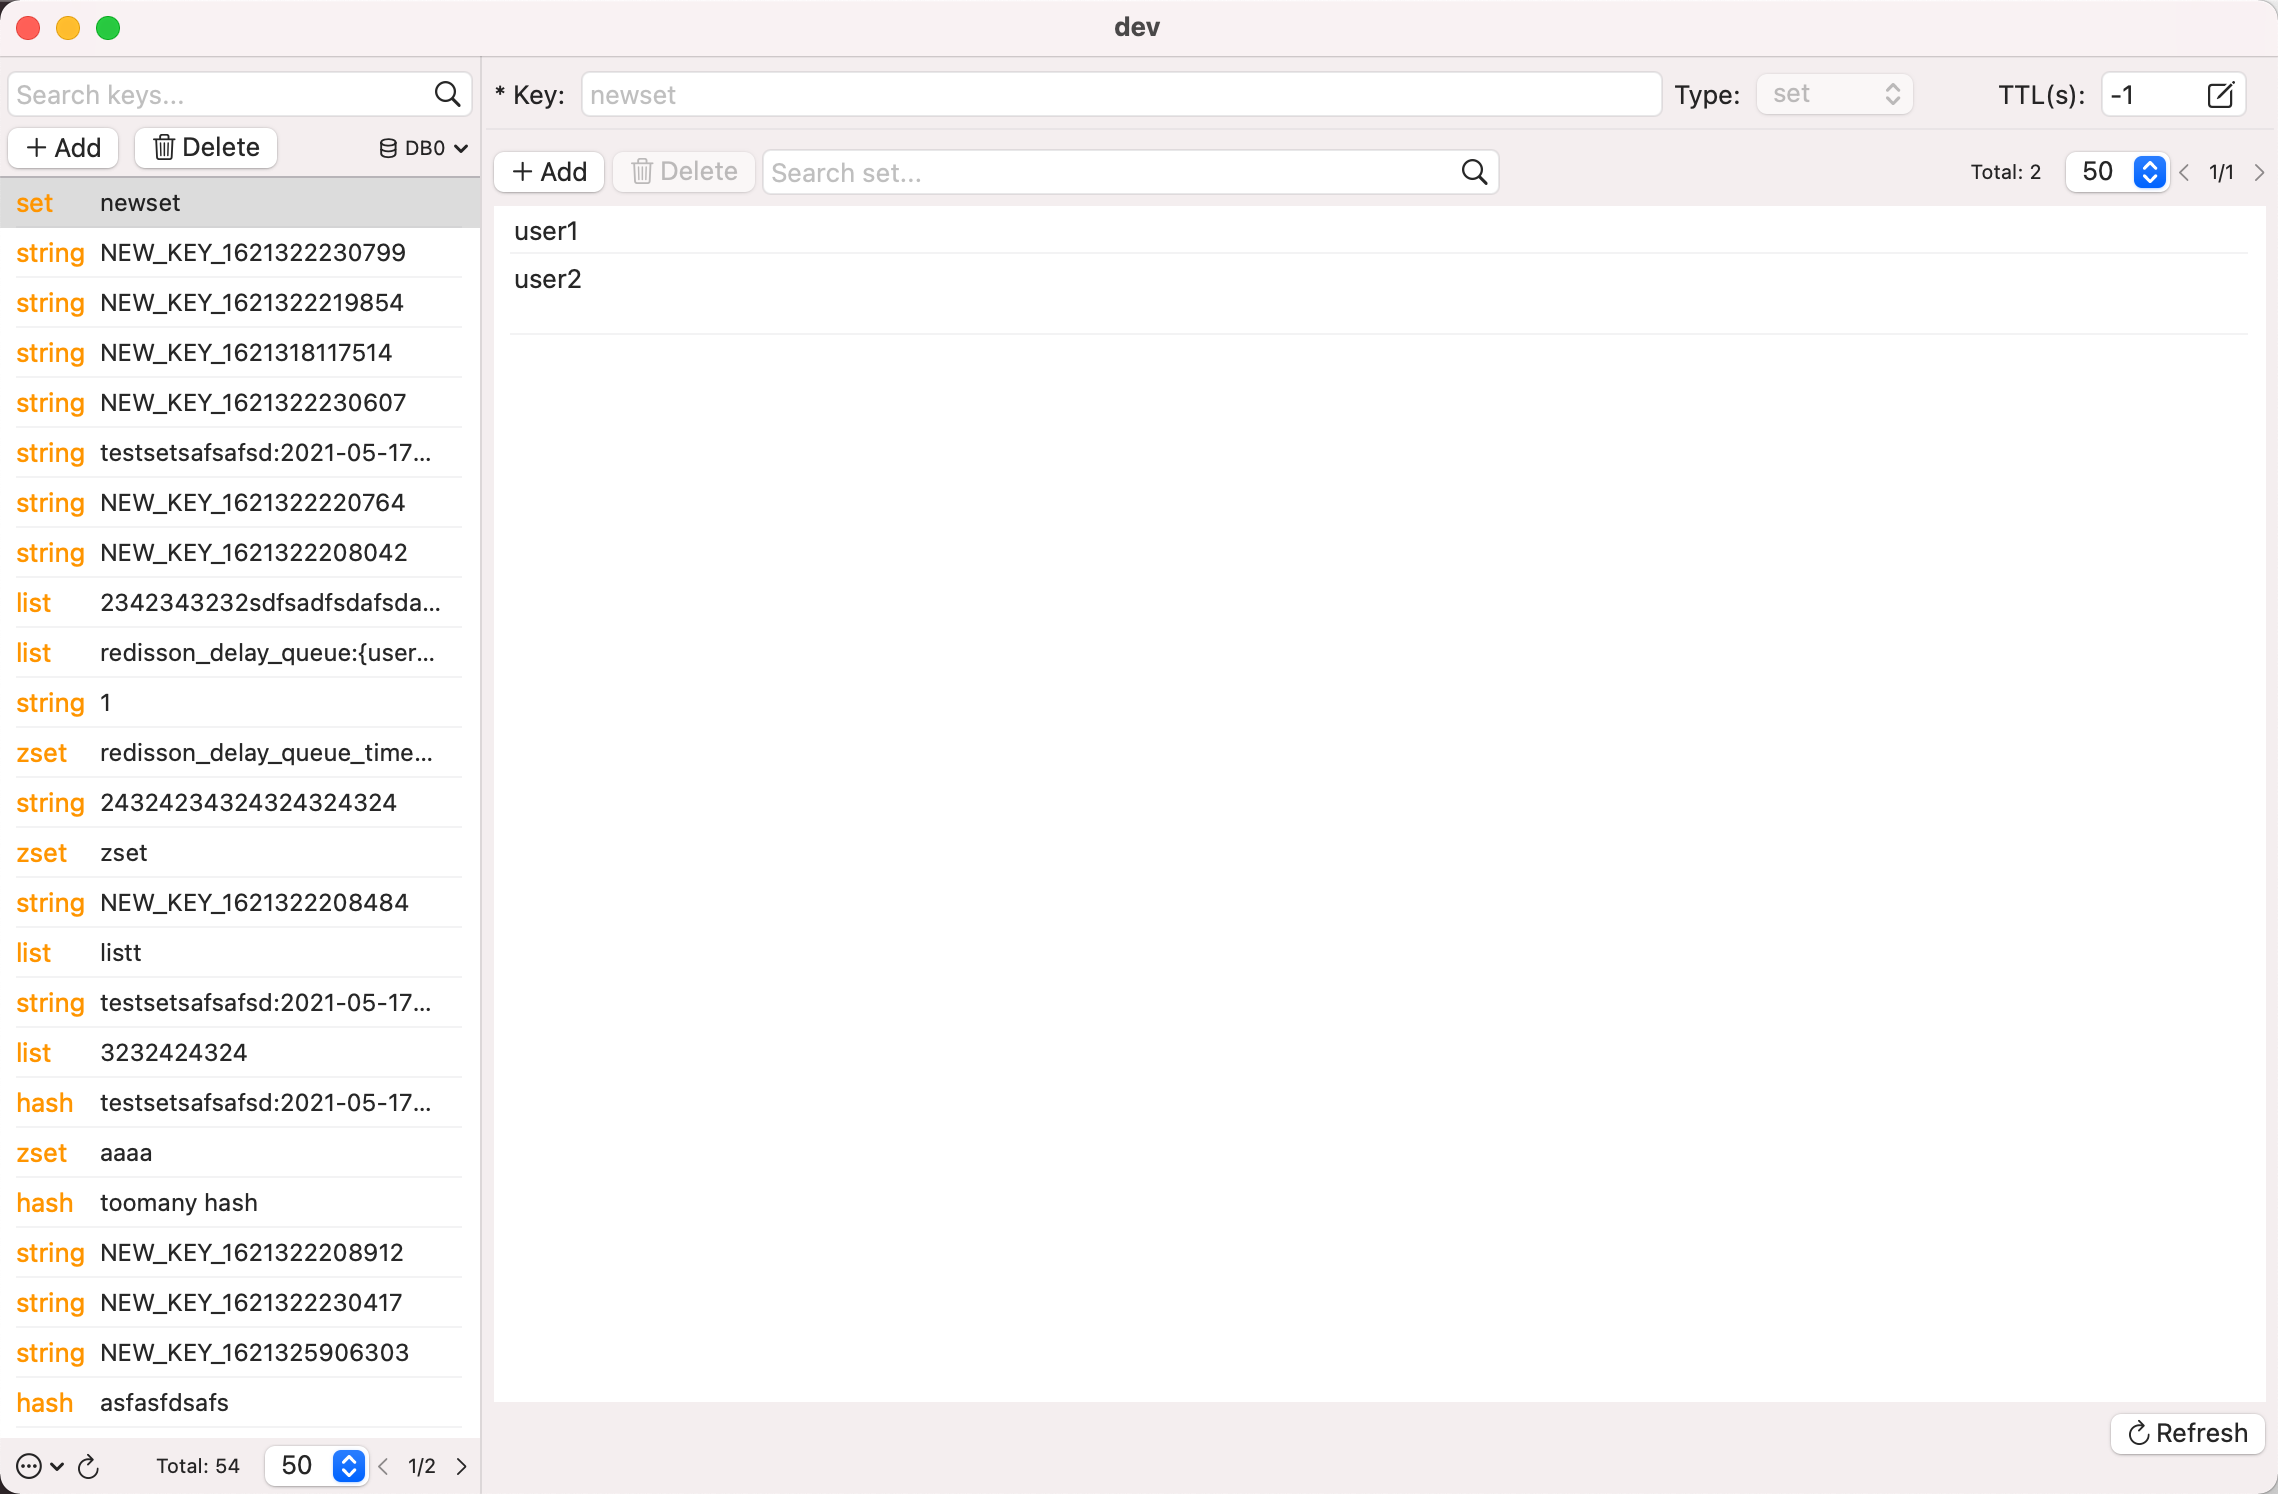 dev
Search keys...
Add Delete DB0
set newset
string NEW_KEY_1621322230799
string NEW_KEY_1621322219854
string NEW_KEY_1621318117514
string NEW_KEY_1621322230607
string testsetsafsafsd:2021-05-17...
string NEW_KEY_1621322220764
string NEW_KEY_1621322208042
list 2342343232sdfsadfsdafsda...
list redisson_delay_queue:{user...
string 1
zset redisson_delay_queue_time...
string 24324234324324324324
zset zset
string NEW_KEY_1621322208484
list listt
string testsetsafsafsd:2021-05-17...
list 3232424324
hash testsetsafsafsd:2021-05-17...
zset aaaa
hash toomany hash
string NEW_KEY_1621322208912
string NEW_KEY_1621322230417
string NEW_KEY_1621325906303
hash asfasfdsafs
Total: 54 50 1/2
* Key: newset Type: set TTL(s): -1
Add Delete Search set... Total: 2 50 1/1
user1
user2
Refresh